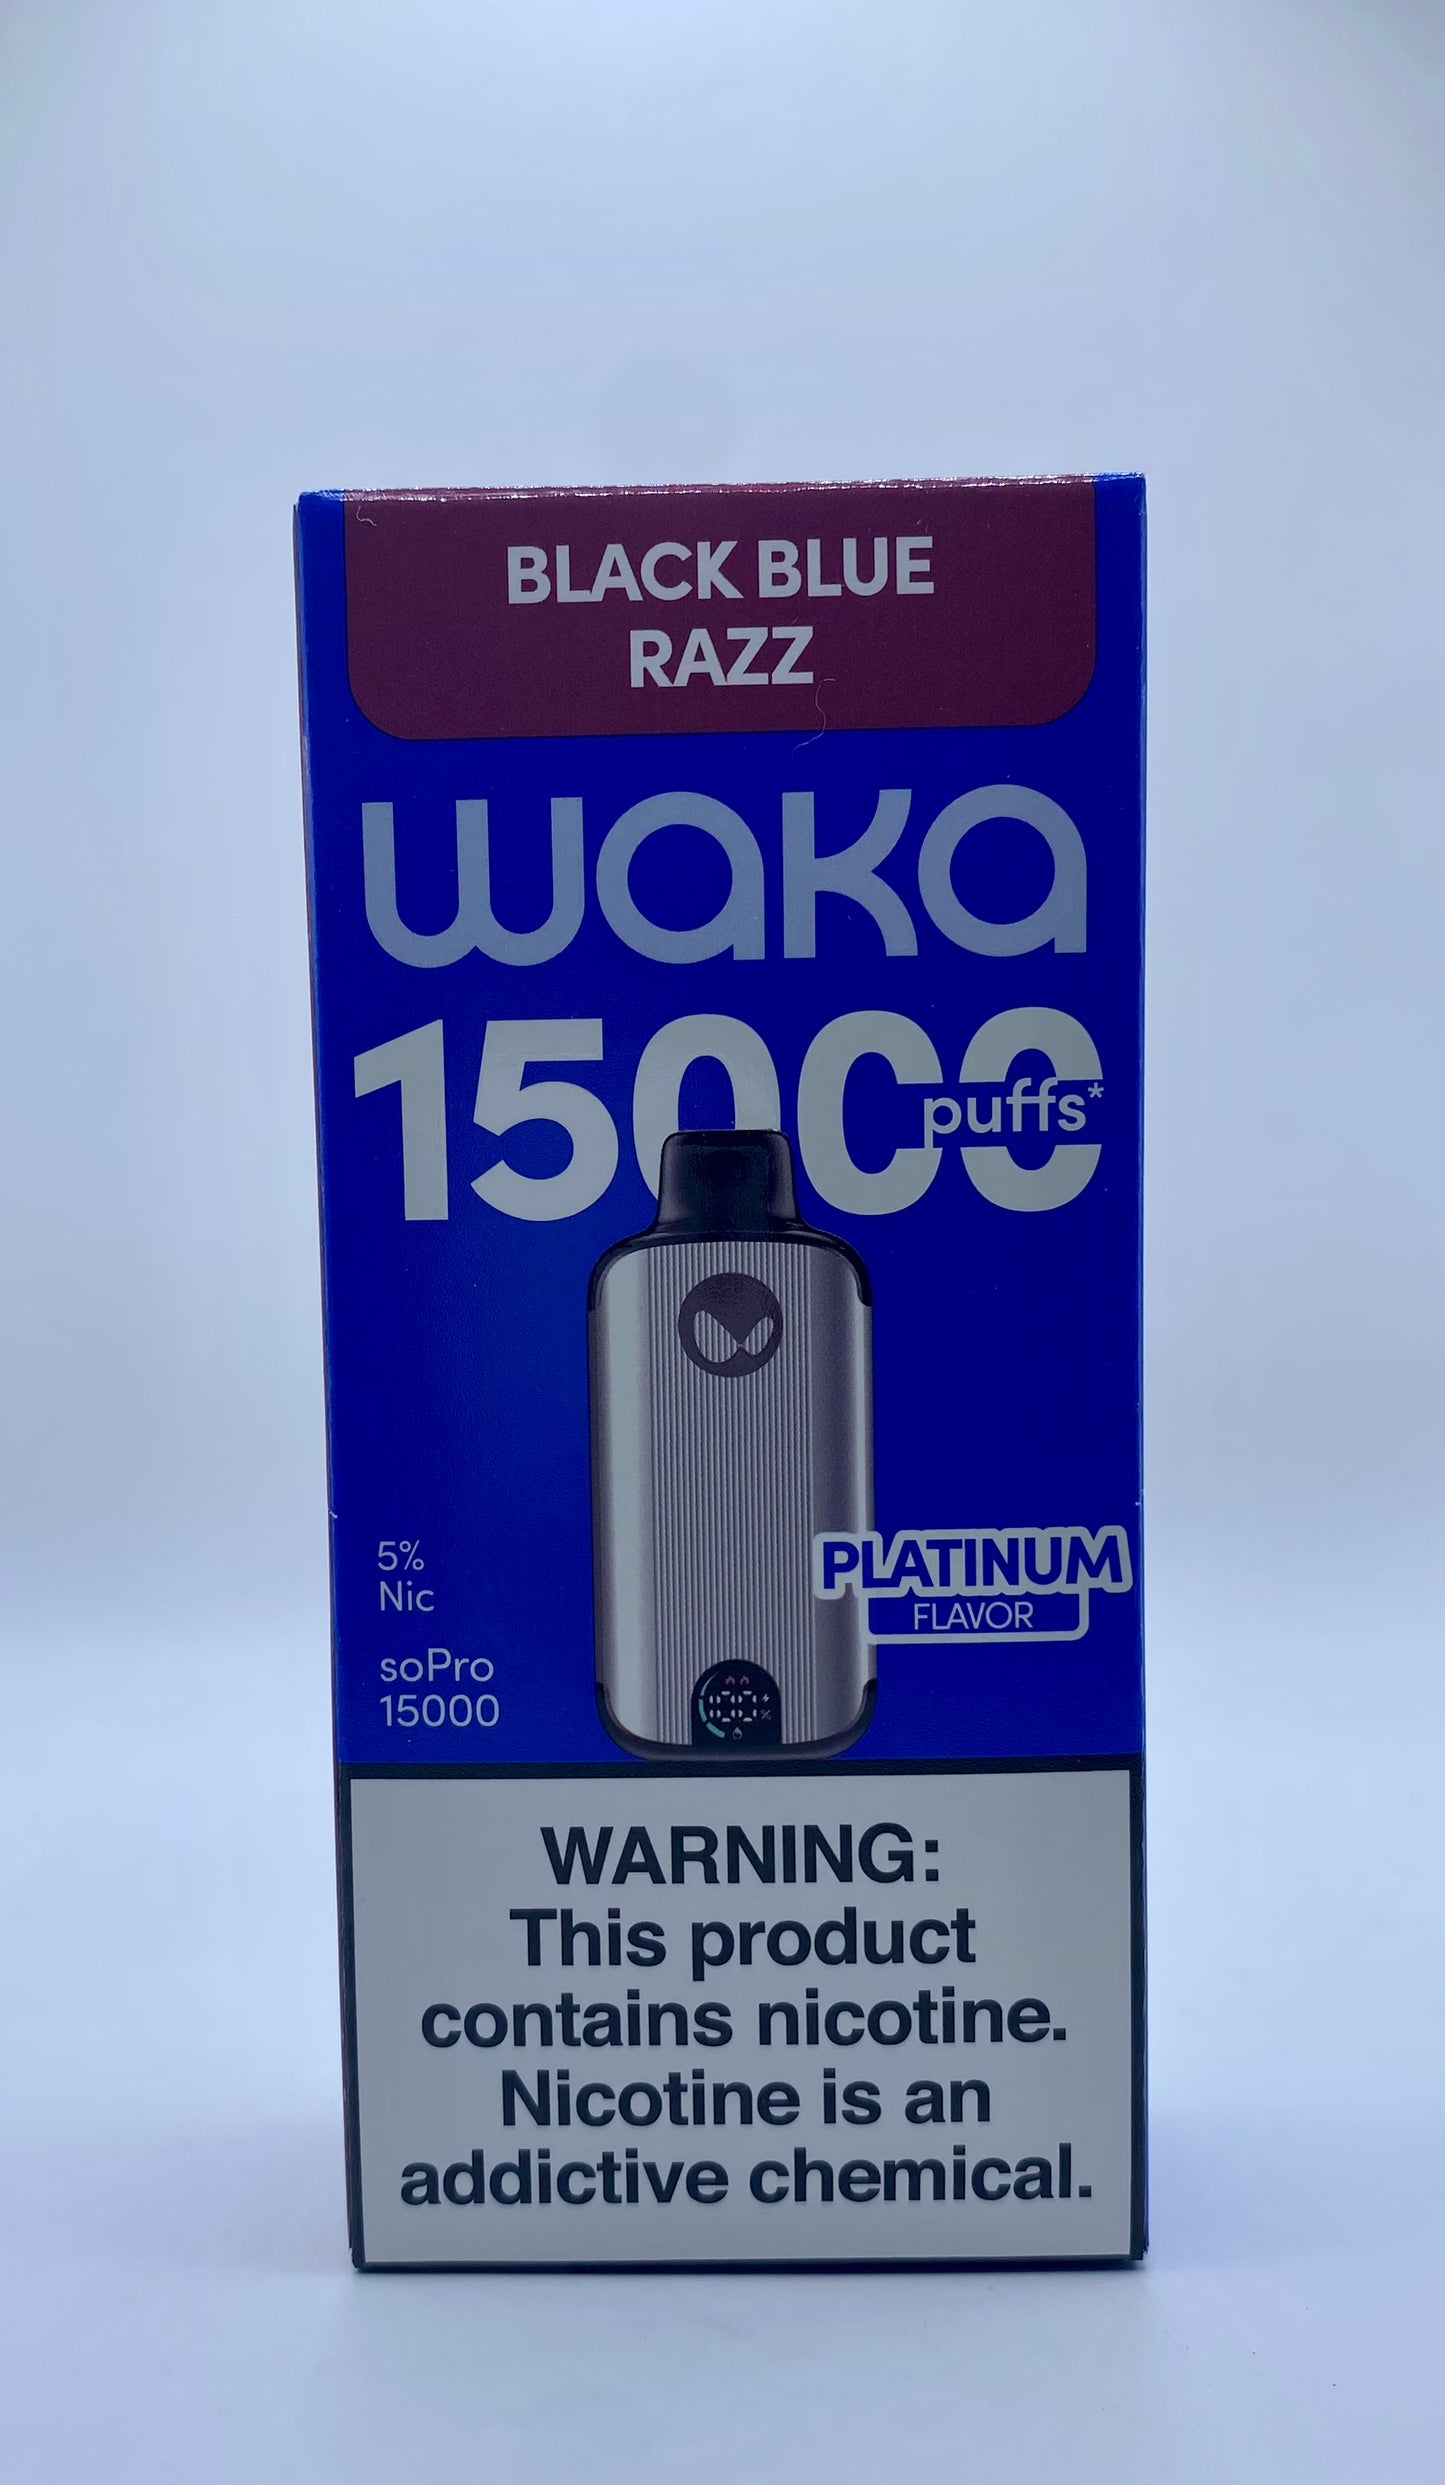 BLACK BLUE
RAZZ
waka
15000
puffs*
5%
Nic
PLATINUM
FLAVOR
soPro
15000
WARNING:
This product
contains nicotine.
Nicotine is an
addictive chemical.